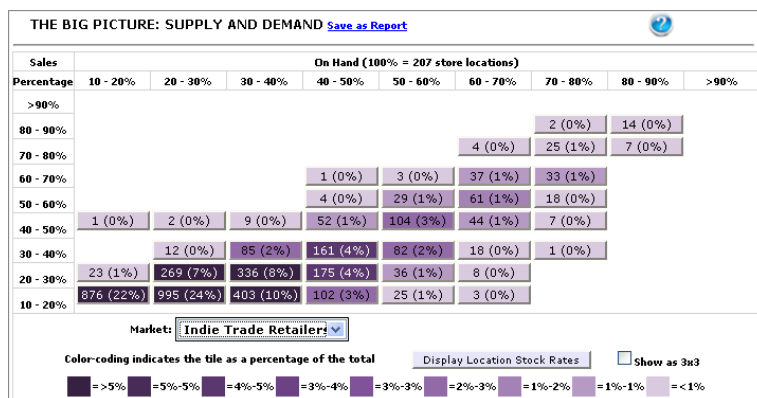 THE BIG PICTURE: SUPPLY AND DEMAND Save as Report ?
Sales On Hand (100% = 207 store locations)
Percentage 10 - 20% 20 - 30% 30 - 40% 40 - 50% 50 - 60% 60 - 70% 70 - 80% 80 - 90% >90%
>90%
80 - 90% 2 (0%) 14 (0%)
70 - 80% 4 (0%) 25 (1%) 7 (0%)
60 - 70% 1 (0%) 3 (0%) 37 (1%) 33 (1%)
50 - 60% 4 (0%) 29 (1%) 61 (1%) 18 (0%)
40 - 50% 1 (0%) 2 (0%) 9 (0%) 52 (1%) 104 (3%) 44 (1%) 7 (0%)
30 - 40% 12 (0%) 85 (2%) 161 (4%) 82 (2%) 18 (0%) 1 (0%)
20 - 30% 23 (1%) 269 (7%) 336 (8%) 175 (4%) 36 (1%) 8 (0%)
10 - 20% 876 (22%) 995 (24%) 403 (10%) 102 (3%) 25 (1%) 3 (0%)
Market: Indie Trade Retailers
Color-coding indicates the tile as a percentage of the total Display Location Stock Rates Show as 3x3
=>5% =5%-5% =4%-5% =3%-4% =3%-3% =2%-3% =1%-2% =1%-1% =<1%